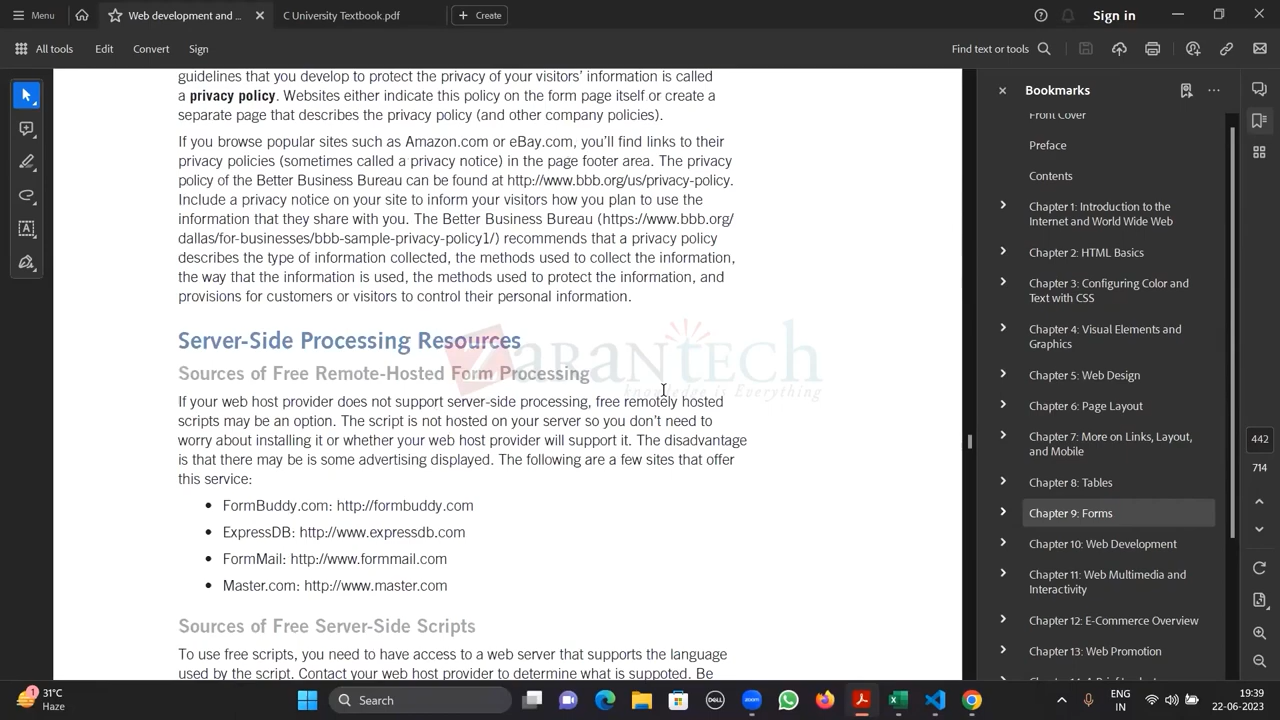 Menu
Web development and ...
C University Textbook.pdf
Create
Sign in
All tools
Edit
Convert
Sign
Find text or tools
guidelines that you develop to protect the privacy of your visitors' information is called
a privacy policy. Websites either indicate this policy on the form page itself or create a
separate page that describes the privacy policy (and other company policies).
If you browse popular sites such as Amazon.com or eBay.com, you'll find links to their
privacy policies (sometimes called a privacy notice) in the page footer area. The privacy
policy of the Better Business Bureau can be found at http://www.bbb.org/us/privacy-policy.
Include a privacy notice on your site to inform your visitors how you plan to use the
information that they share with you. The Better Business Bureau (https://www.bbb.org/
dallas/for-businesses/bbb-sample-privacy-policy1/) recommends that a privacy policy
describes the type of information collected, the methods used to collect the information,
the way that the information is used, the methods used to protect the information, and
provisions for customers or visitors to control their personal information.
Server-Side Processing Resources
Sources of Free Remote-Hosted Form Processing
If your web host provider does not support server-side processing, free remotely hosted
scripts may be an option. The script is not hosted on your server so you don't need to
worry about installing it or whether your web host provider will support it. The disadvantage
is that there may be is some advertising displayed. The following are a few sites that offer
this service:
• FormBuddy.com: http://formbuddy.com
• ExpressDB: http://www.expressdb.com
• FormMail: http://www.formmail.com
• Master.com: http://www.master.com
Sources of Free Server-Side Scripts
To use free scripts, you need to have access to a web server that supports the language
used by the script. Contact your web host provider to determine what is suppoted. Be
ZARANTECH
knowledge is Everything
Bookmarks
Front Cover
Preface
Contents
Chapter 1: Introduction to the
Internet and World Wide Web
Chapter 2: HTML Basics
Chapter 3: Configuring Color and
Text with CSS
Chapter 4: Visual Elements and
Graphics
Chapter 5: Web Design
Chapter 6: Page Layout
Chapter 7: More on Links, Layout,
and Mobile
Chapter 8: Tables
Chapter 9: Forms
Chapter 10: Web Development
Chapter 11: Web Multimedia and
Interactivity
Chapter 12: E-Commerce Overview
Chapter 13: Web Promotion
442
714
1
31°C
Haze
Search
DELL
zoom
ENG
IN
19:39
22-06-2023